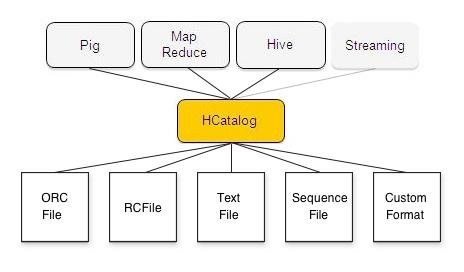 Pig
Map
Reduce
Hive
Streaming
HCatalog
ORC
File
RCFile
Text
File
Sequence
File
Custom
Format